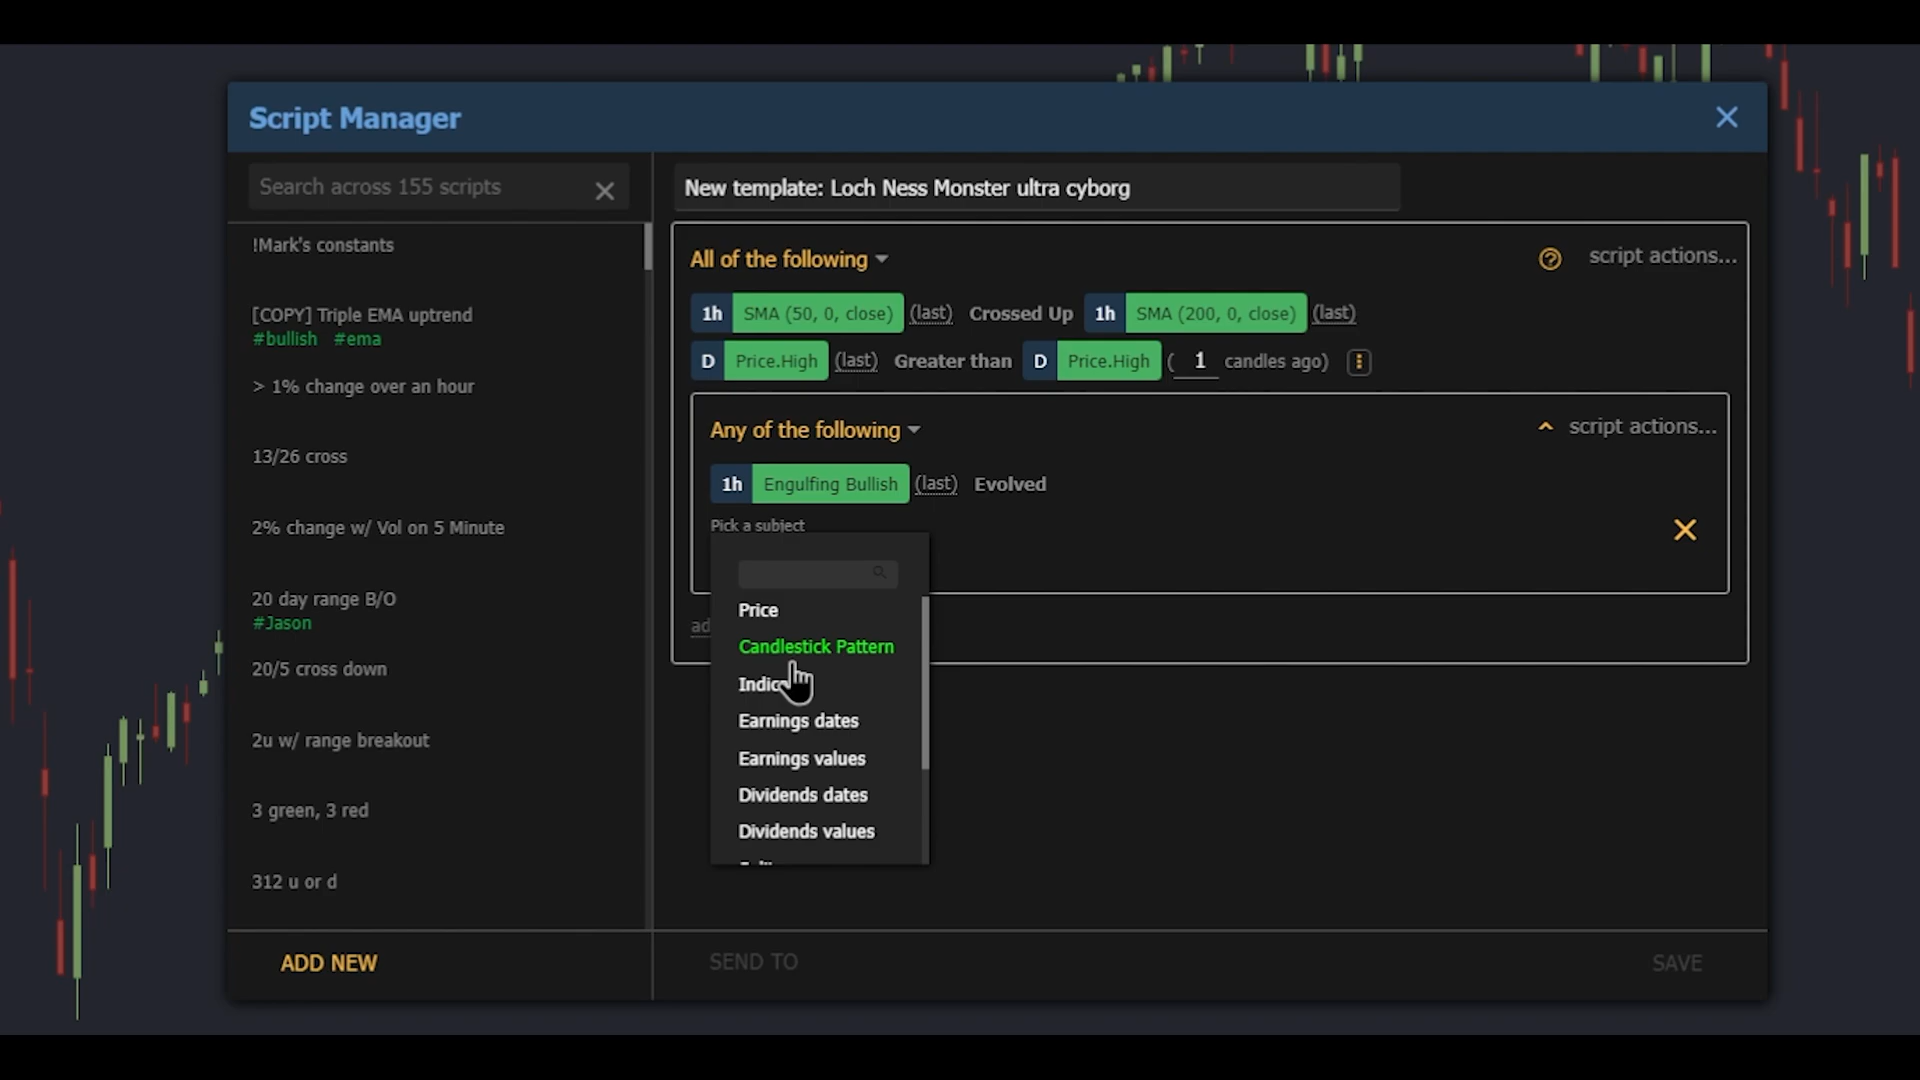 Script Manager
Search across 155 scripts
!Mark's constants
[COPY] Triple EMA uptrend
#bullish #ema
> 1% change over an hour
13/26 cross
2% change w/ Vol on 5 Minute
20 day range B/O
#Jason
20/5 cross down
2u w/ range breakout
3 green, 3 red
312 u or d
ADD NEW
New template: Loch Ness Monster ultra cyborg
All of the following
script actions...
1h SMA (50, 0, close) (last) Crossed Up 1h SMA (200, 0, close) (last)
D Price.High (last) Greater than D Price.High ( 1 candles ago)
Any of the following
script actions...
1h Engulfing Bullish (last) Evolved
Pick a subject
Price
Candlestick Pattern
Earnings dates
Earnings values
Dividends dates
Dividends values
SEND TO
SAVE